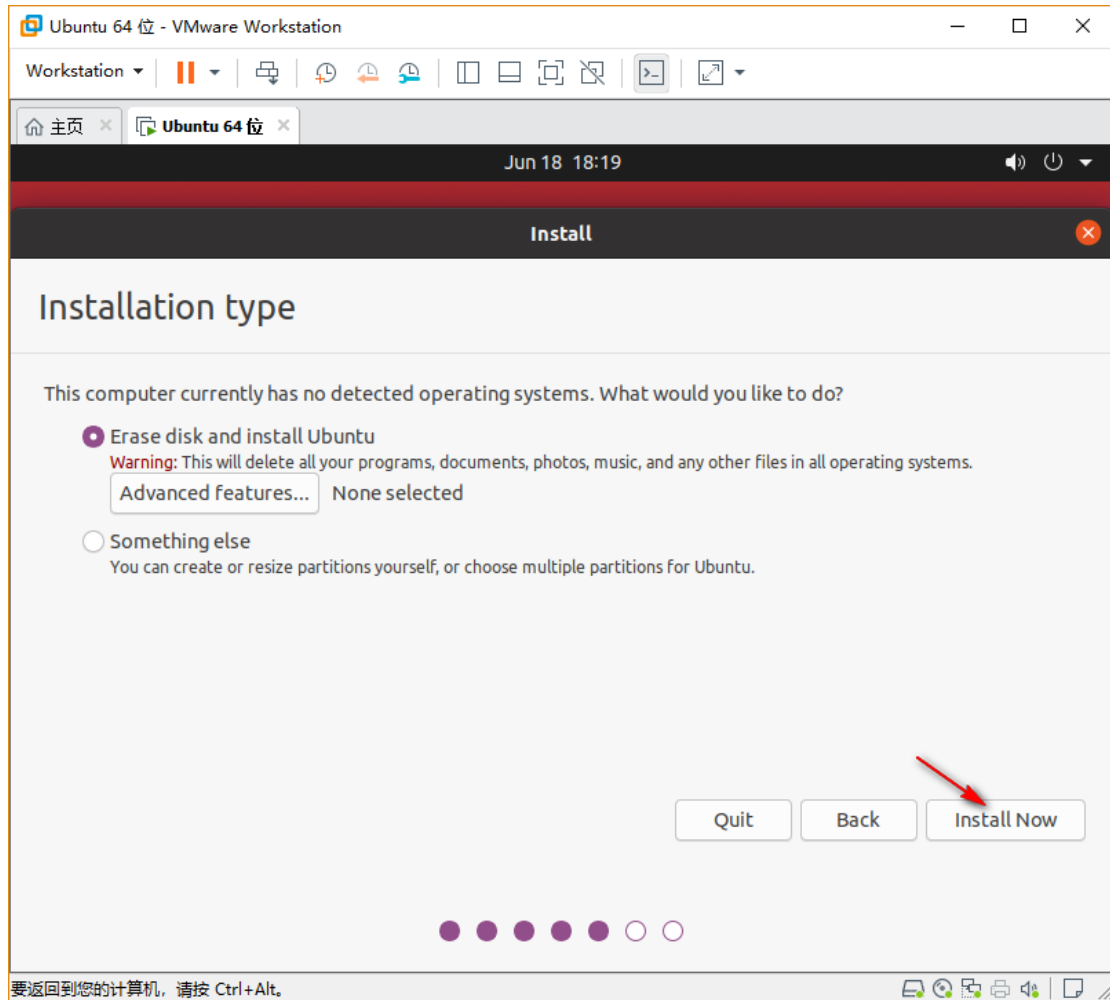 Ubuntu 64 位 - VMware Workstation
Workstation
主页
Ubuntu 64 位
Jun 18 18:19
Install
Installation type
This computer currently has no detected operating systems. What would you like to do?
Erase disk and install Ubuntu
Warning: This will delete all your programs, documents, photos, music, and any other files in all operating systems.
Advanced features... None selected
Something else
You can create or resize partitions yourself, or choose multiple partitions for Ubuntu.
Quit Back Install Now
要返回到您的计算机，请按 Ctrl+Alt。